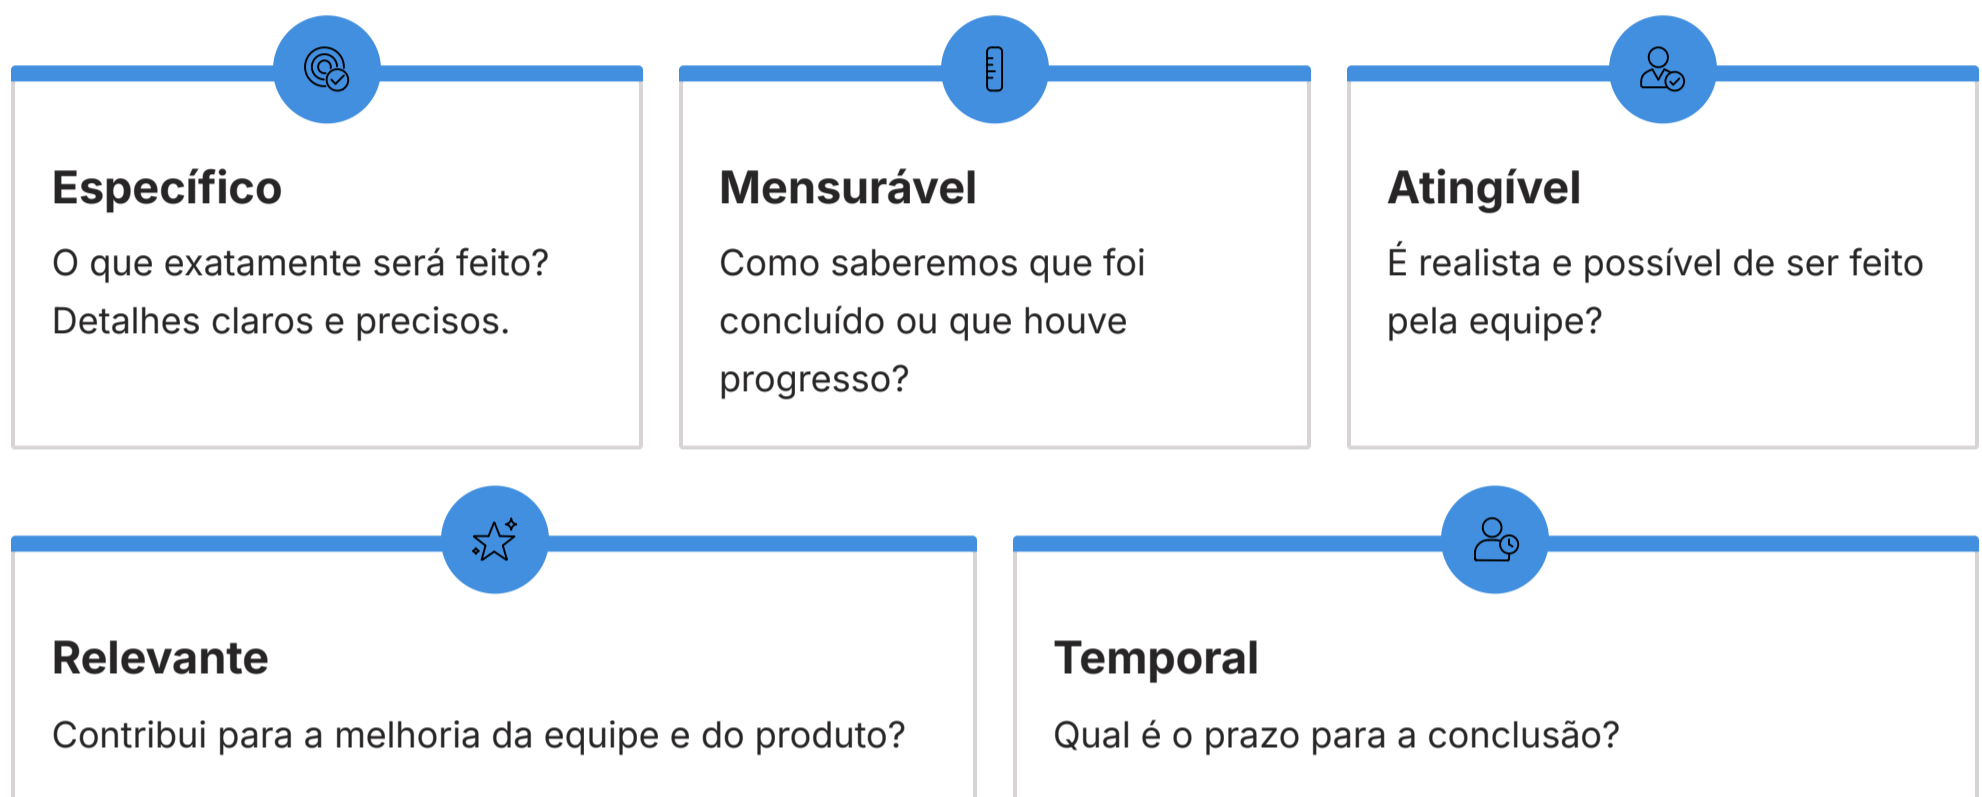 Específico
O que exatamente será feito?
Detalhes claros e precisos.
Mensurável
Como saberemos que foi
concluído ou que houve
progresso?
Atingível
É realista e possível de ser feito
pela equipe?
Relevante
Contribui para a melhoria da equipe e do produto?
Temporal
Qual é o prazo para a conclusão?